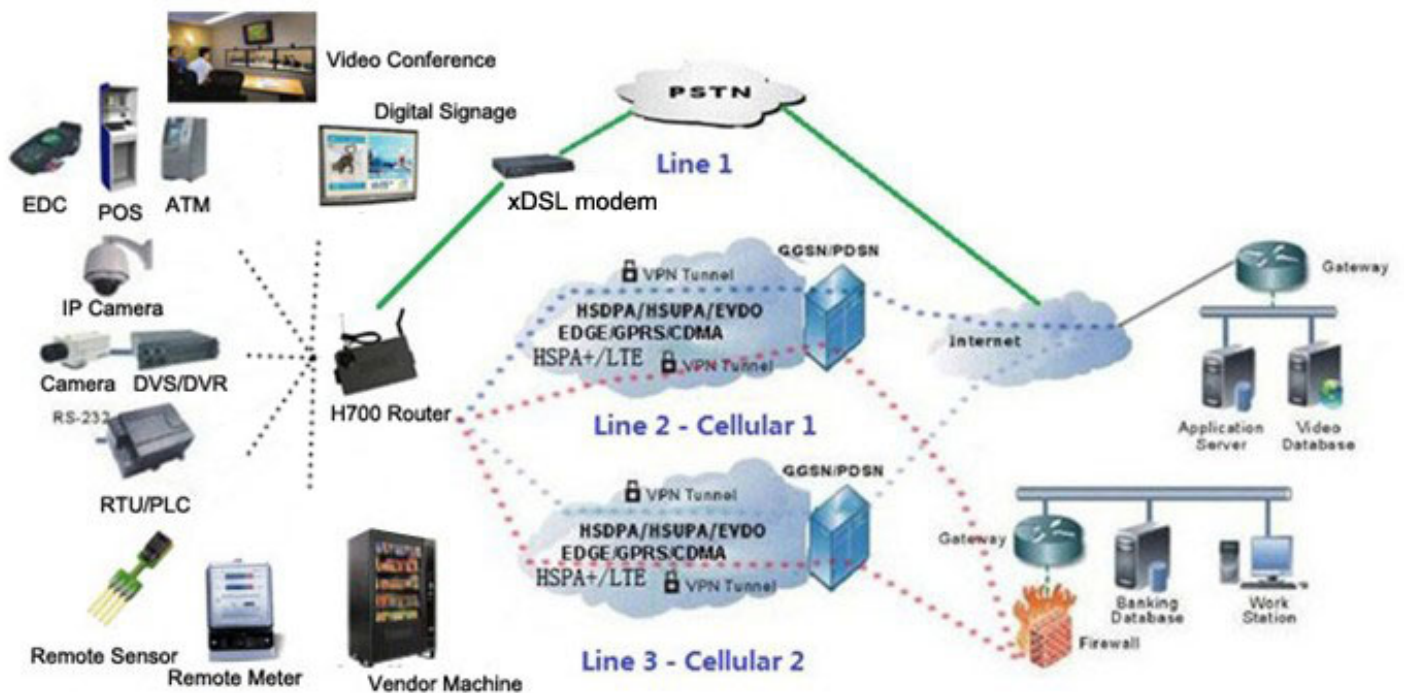 Video Conference
Digital Signage
EDC
POS
ATM
IP Camera
Camera
DVS/DVR
RS-232
RTU/PLC
Remote Sensor
Remote Meter
Vendor Machine
H700 Router
xDSL modem
PSTN
Line 1
GGSN/PDSN
VPN Tunnel
HSDPA/HSUPA/EVDO
EDGE/GPRS/CDMA
HSPA+/LTE
VPN Tunnel
Line 2 - Cellular 1
GGSN/PDSN
VPN Tunnel
HSDPA/HSUPA/EVDO
EDGE/GPRS/CDMA
HSPA+/LTE
VPN Tunnel
Line 3 - Cellular 2
Internet
Gateway
Application
Server
Video
Database
Gateway
Banking
Database
Work
Station
Firewall